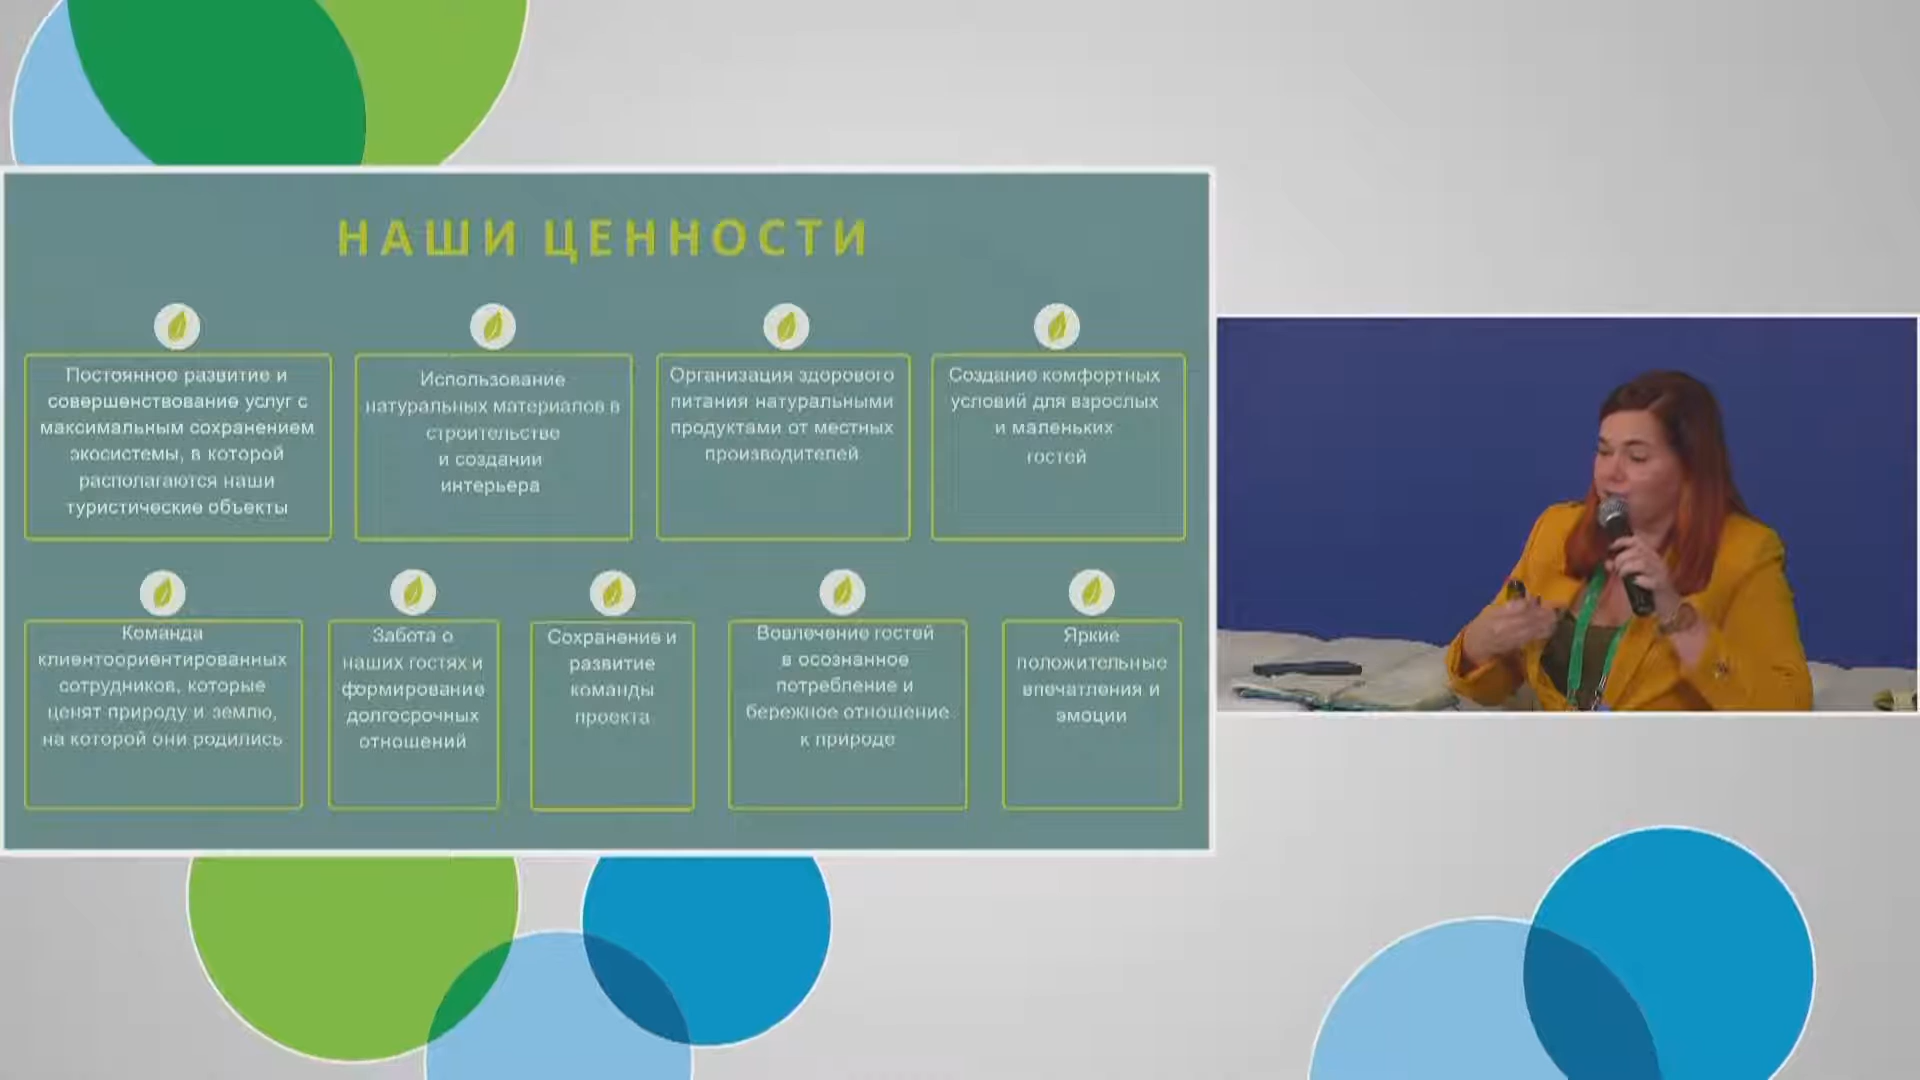 НАШИ ЦЕННОСТИ
Постоянное развитие и
совершенствование услуг с
максимальным сохранением
экосистемы, в которой
располагаются наши
туристические объекты
Использование
натуральных материалов в
строительстве
и создании
интерьера
Организация здорового
питания натуральными
продуктами от местных
производителей
Создание комфортных
условий для взрослых
и маленьких
гостей
Команда
клиентоориентированных
сотрудников, которые
ценят природу и землю,
на которой они родились
Забота о
наших гостях и
формирование
долгосрочных
отношений
Сохранение и
развитие
команды
проекта
Вовлечение гостей
в осознанное
потребление и
бережное отношение
к природе
Яркие
положительные
впечатления и
эмоции